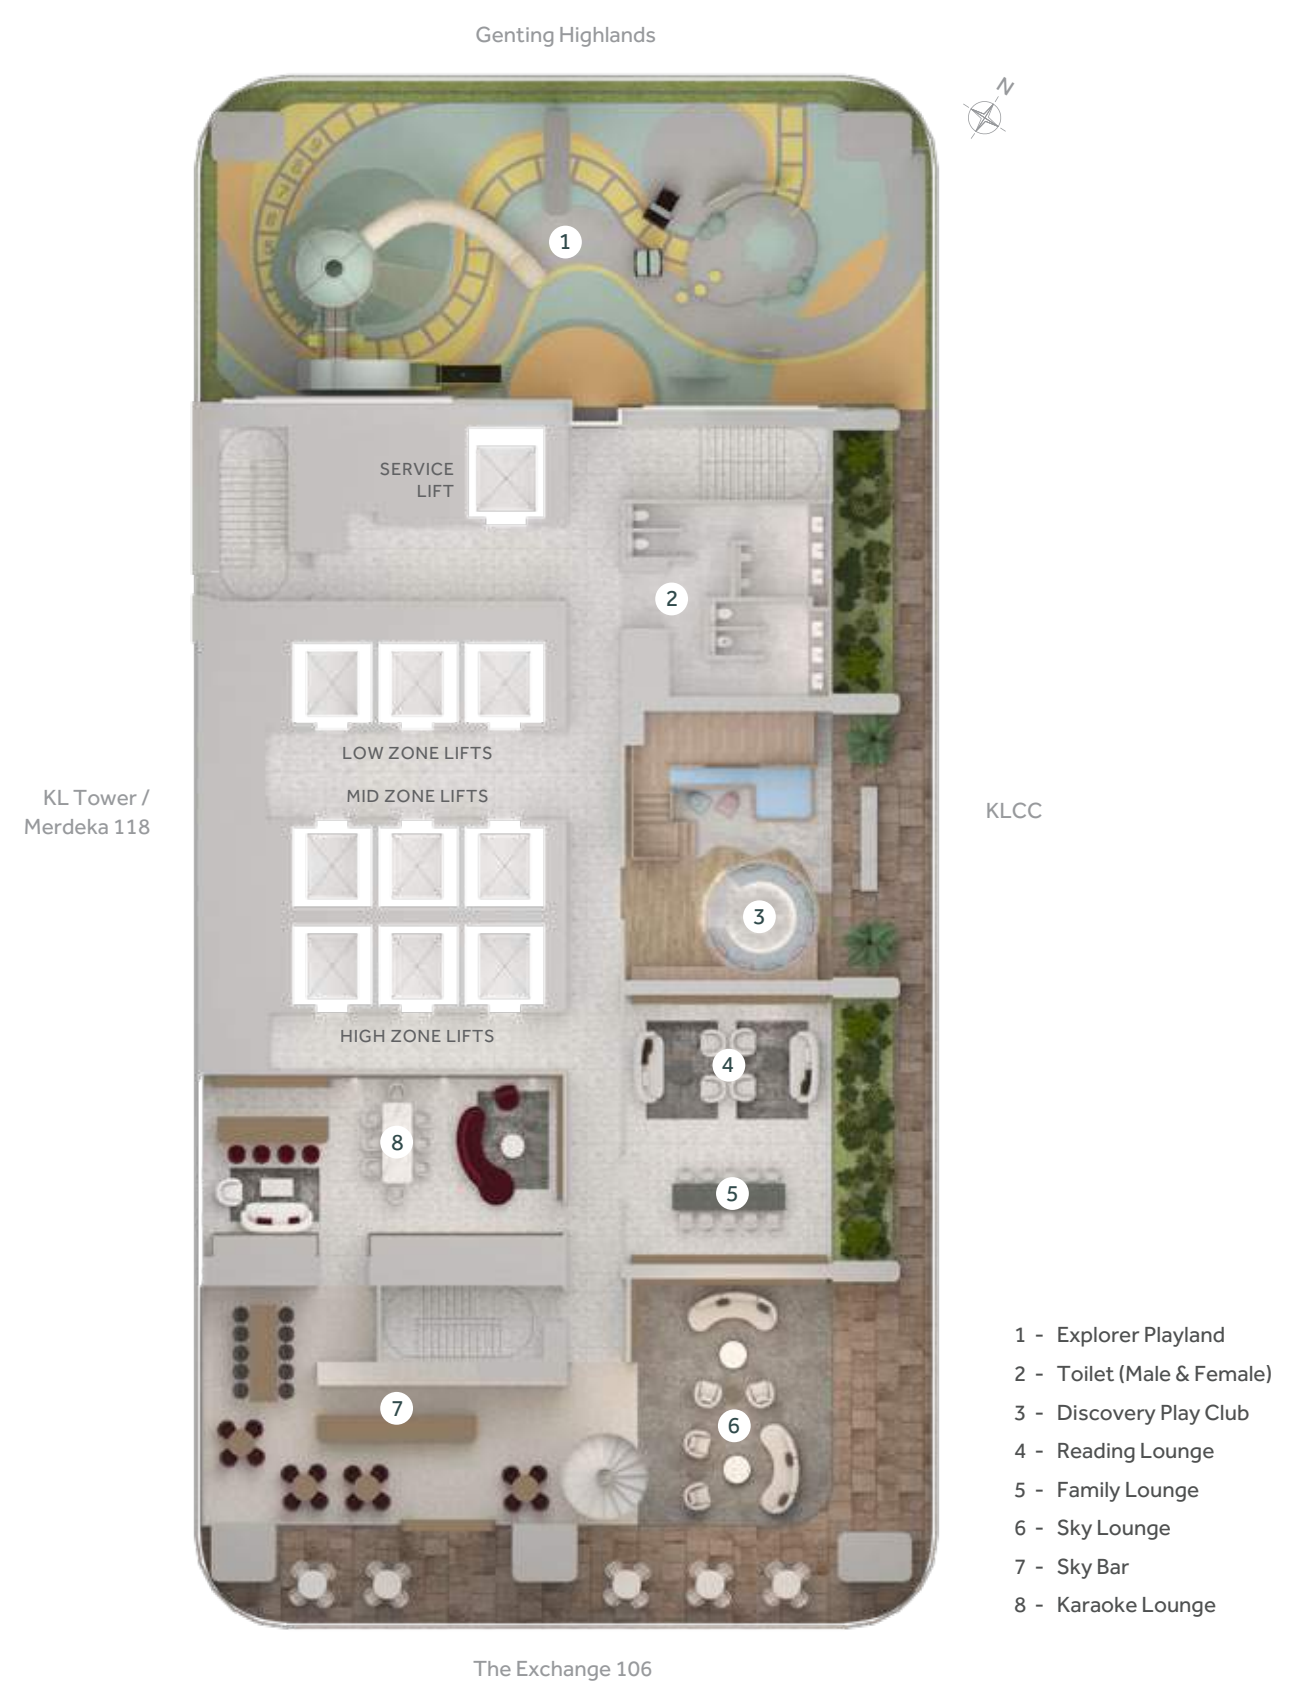 Genting Highlands
N
1
SERVICE
LIFT
2
LOW ZONE LIFTS
MID ZONE LIFTS
KL Tower /
Merdeka 118
KLCC
3
HIGH ZONE LIFTS
4
8
5
7
6
1 - Explorer Playland
2 - Toilet (Male & Female)
3 - Discovery Play Club
4 - Reading Lounge
5 - Family Lounge
6 - Sky Lounge
7 - Sky Bar
8 - Karaoke Lounge
The Exchange 106